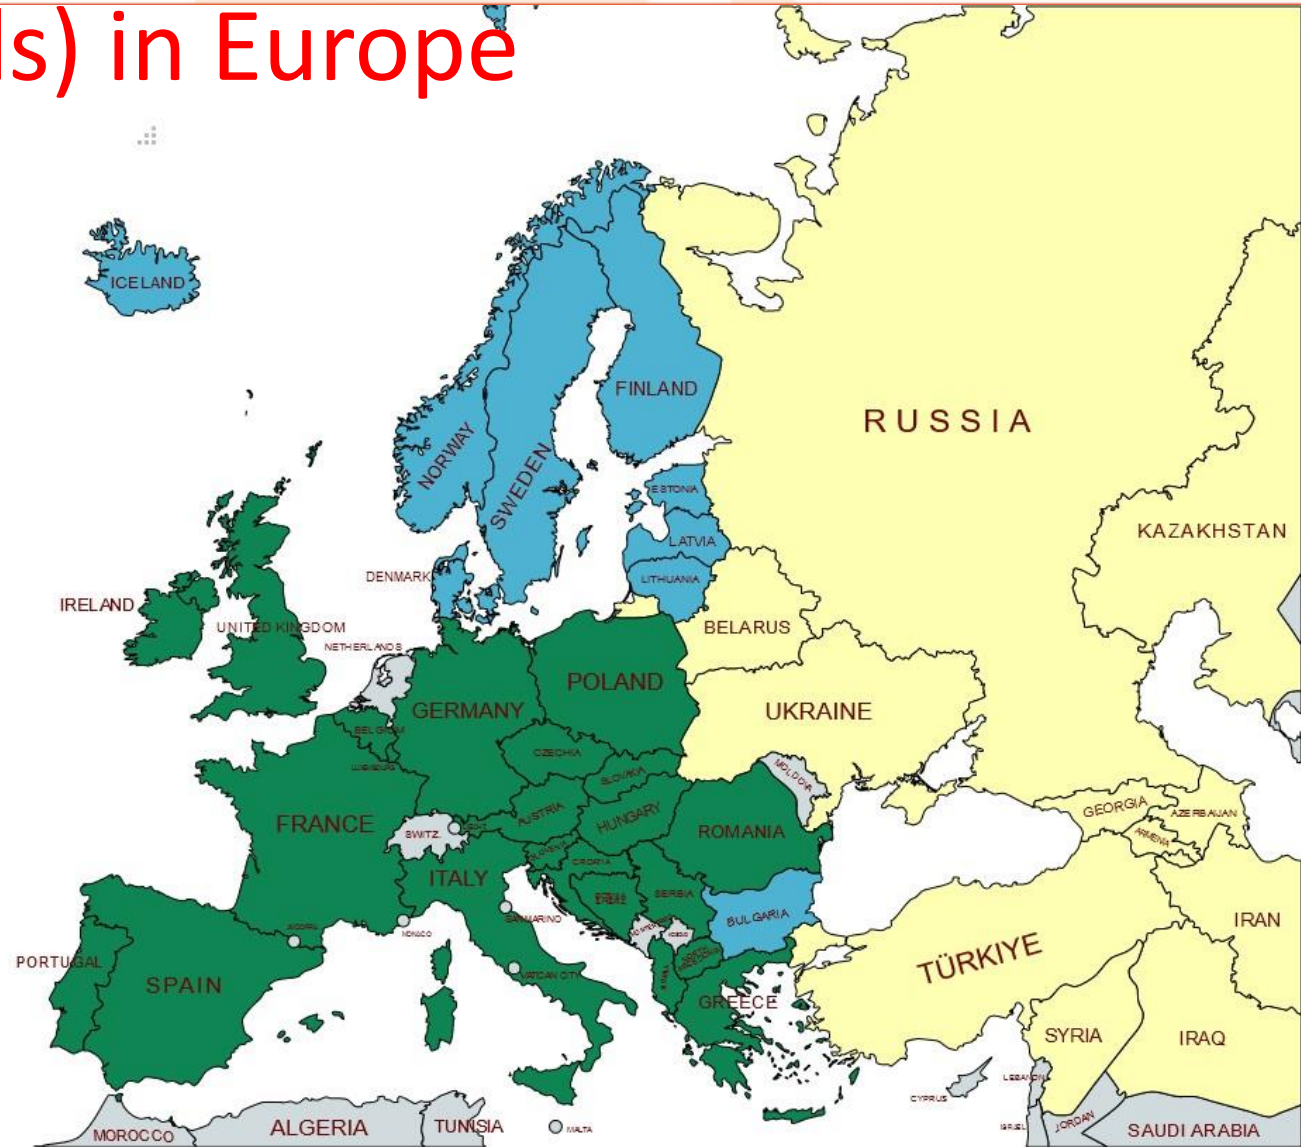 ls) in Europe
ICELAND
FINLAND
RUSSIA
NORWAY
SWEDEN
ESTONIA
LATVIA
LITHUANIA
DENMARK
KAZAKHSTAN
IRELAND
UNITED KINGDOM
NETHERLANDS
BELARUS
POLAND
GERMANY
UKRAINE
BELGIUM
CZECHIA
SLOVAKIA
MOLDOVA
AUSTRIA
HUNGARY
FRANCE
SWITZ.
ROMANIA
GEORGIA
AZERBAIJAN
ARMENIA
SLOVENIA
CROATIA
ITALY
SERBIA
BULGARIA
SAN MARINO
MONACO
IRAN
PORTUGAL
SPAIN
VATICAN CITY
TÜRKIYE
GREECE
SYRIA
IRAQ
LEBANON
CYPRUS
MOROCCO
ALGERIA
TUNISIA
MALTA
JORDAN
SAUDI ARABIA